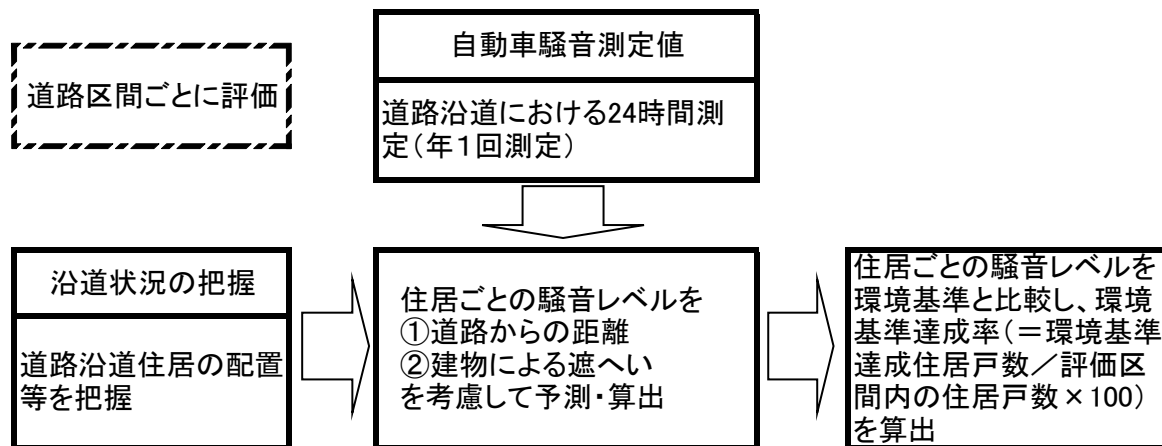 道路区間ごとに評価
自動車騒音測定値
道路沿道における24時間測
定(年1回測定)
沿道状況の把握
道路沿道住居の配置
等を把握
住居ごとの騒音レベルを
①道路からの距離
②建物による遮へい
を考慮して予測・算出
住居ごとの騒音レベルを
環境基準と比較し、環境
基準達成率(=環境基準
達成住居戸数/評価区
間内の住居戸数×100)
を算出